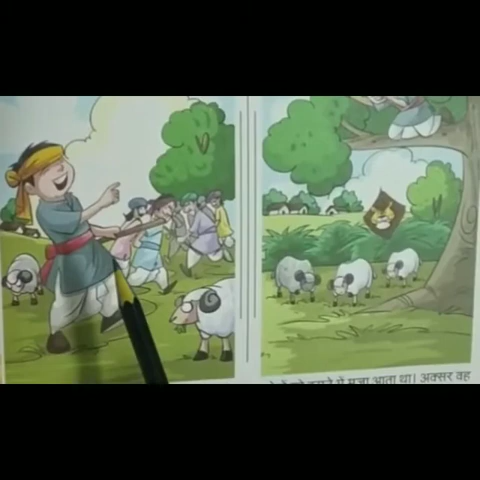 में मजा आता था। अक्सर वह